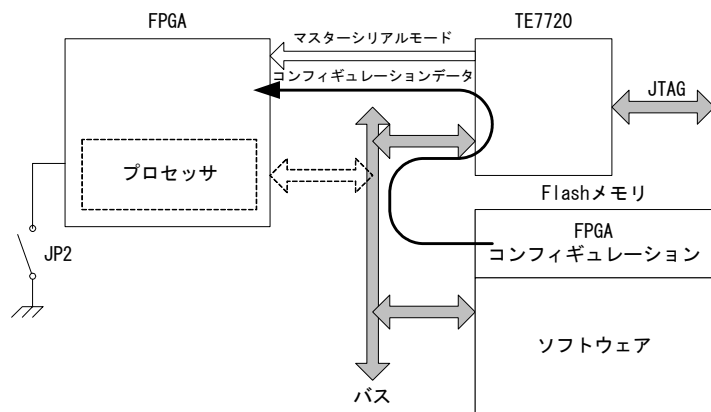 FPGA
TE7720
マスターシリアルモード
コンフィギュレーションデータ
JTAG
プロセッサ
Flashメモリ
FPGA
コンフィギュレーション
JP2
ソフトウェア
バス